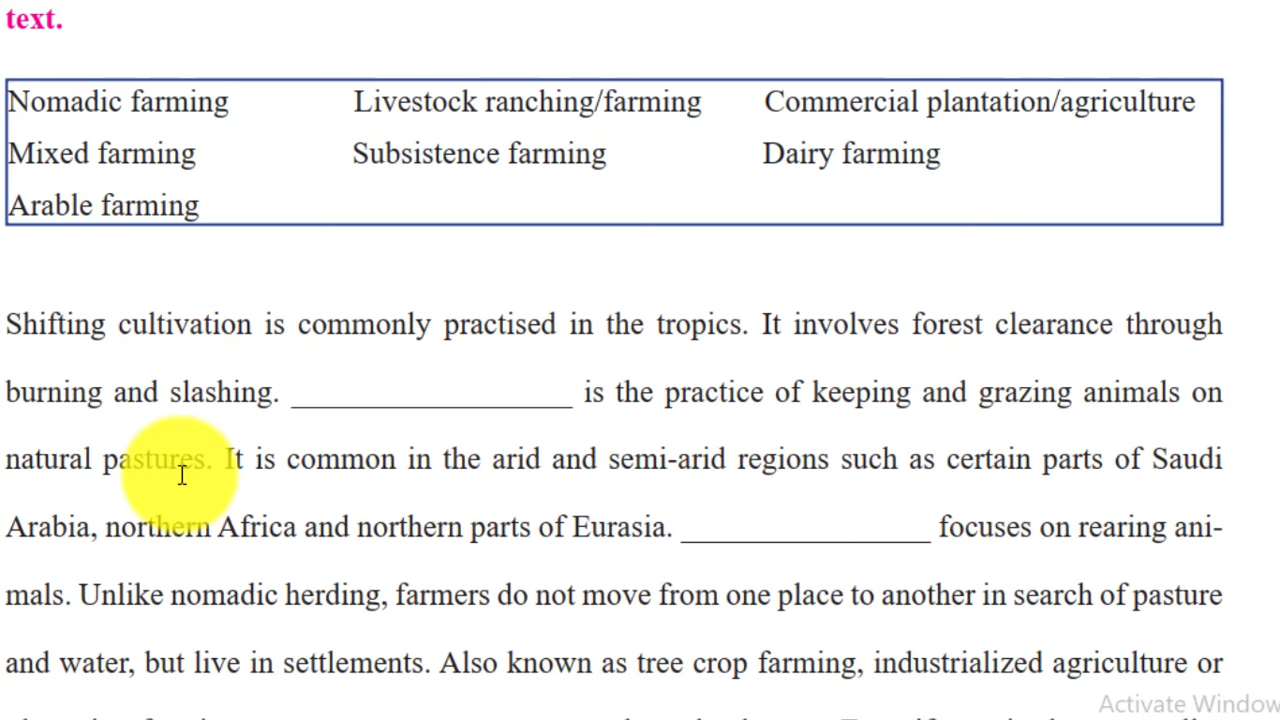 text.
Nomadic farming Livestock ranching/farming Commercial plantation/agriculture
Mixed farming Subsistence farming Dairy farming
Arable farming
Shifting cultivation is commonly practised in the tropics. It involves forest clearance through
burning and slashing. ____________________ is the practice of keeping and grazing animals on
natural pastures. It is common in the arid and semi-arid regions such as certain parts of Saudi
Arabia, northern Africa and northern parts of Eurasia. __________________ focuses on rearing ani-
mals. Unlike nomadic herding, farmers do not move from one place to another in search of pasture
and water, but live in settlements. Also known as tree crop farming, industrialized agriculture or
Activate Window